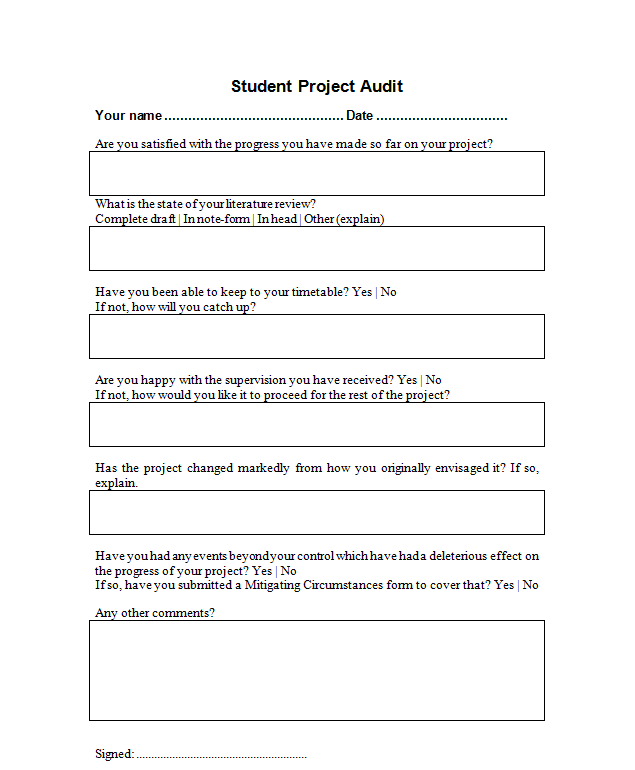 Student Project Audit
Your name ............................................ Date ................................
Are you satisfied with the progress you have made so far on your project?
What is the state of your literature review?
Complete draft | In note-form | In head | Other (explain)
Have you been able to keep to your timetable? Yes | No
If not, how will you catch up?
Are you happy with the supervision you have received? Yes | No
If not, how would you like it to proceed for the rest of the project?
Has the project changed markedly from how you originally envisaged it? If so,
explain.
Have you had any events beyond your control which have had a deleterious effect on
the progress of your project? Yes | No
If so, have you submitted a Mitigating Circumstances form to cover that? Yes | No
Any other comments?
Signed: .........................................................